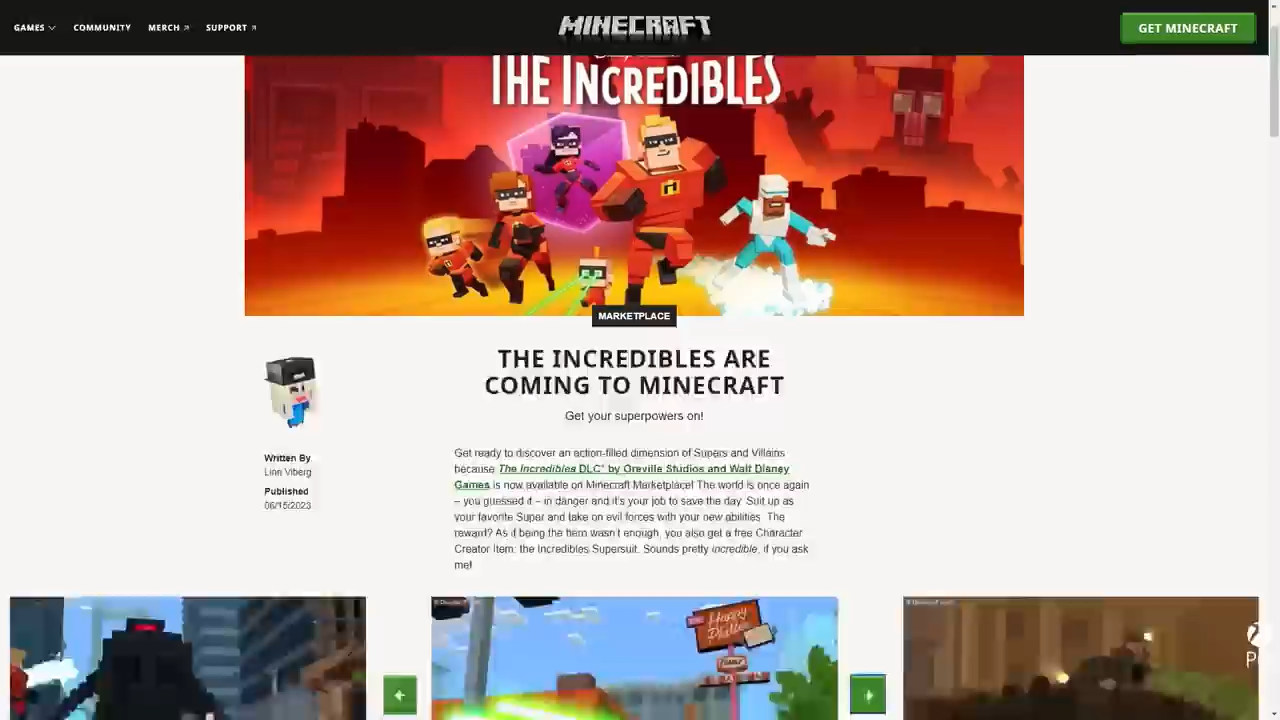 GAMES
COMMUNITY
MERCH
SUPPORT
MINECRAFT
GET MINECRAFT
THE INCREDIBLES
MARKETPLACE
THE INCREDIBLES ARE
COMING TO MINECRAFT
Get your superpowers on!
Written By
Linn Viberg
Published
06/15/2023
Get ready to discover an action-filled dimension of Supers and Villains
because The Incredibles DLC* by Oreville Studios and Walt Disney
Games is now available on Minecraft Marketplace! The world is once again
– you guessed it – in danger and it's your job to save the day. Suit up as
your favorite Super and take on evil forces with your new abilities. The
reward? As if being the hero wasn't enough, you also get a free Character
Creator Item: the Incredibles Supersuit. Sounds pretty incredible, if you ask
me!
Happy
Platter